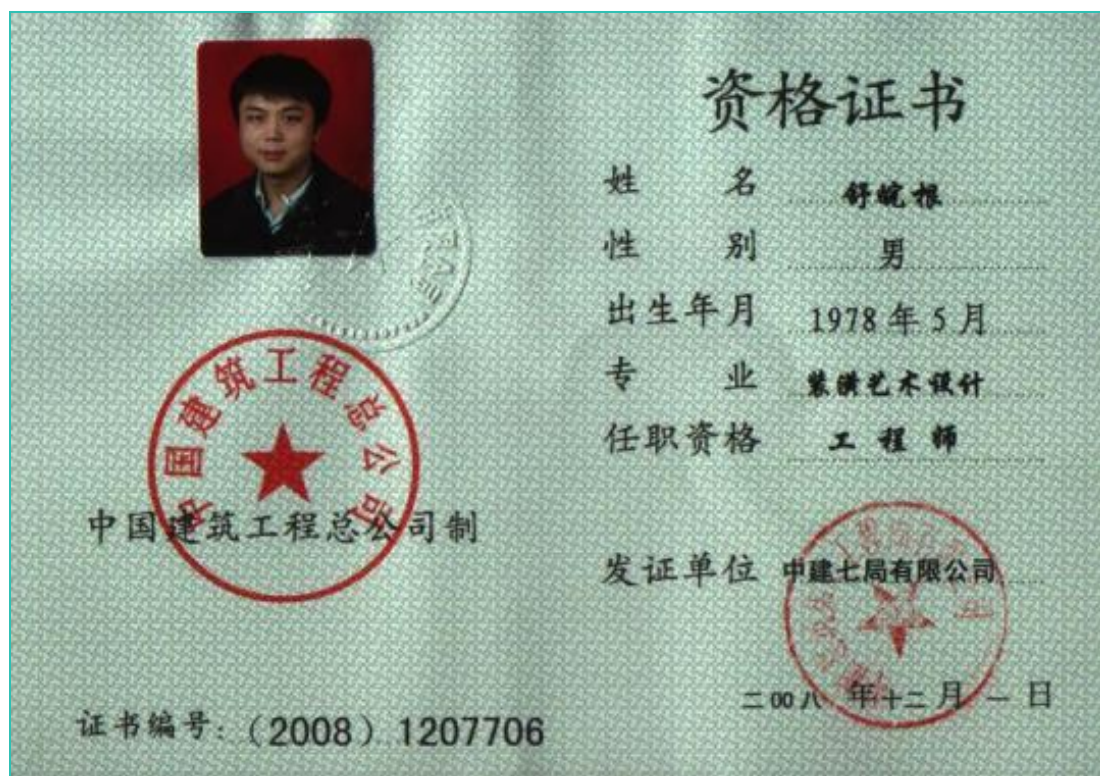 中国建筑工程总公司
中国建筑工程总公司制
证书编号:(2008)1207706
资格证书
姓 名 舒皖根
性 别 男
出生年月 1978年5月
专 业 装潢艺术设计
任职资格 工程师
发证单位 中建七局有限公司
二00八年十二月一日